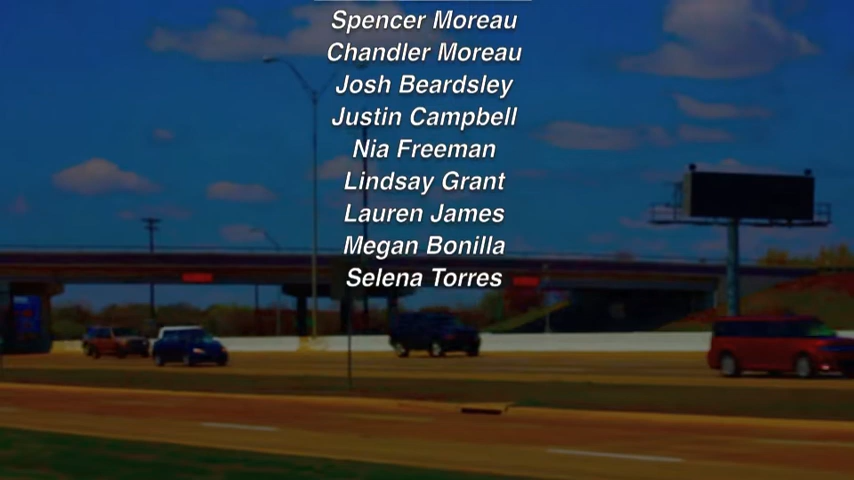 Spencer Moreau
Chandler Moreau
Josh Beardsley
Justin Campbell
Nia Freeman
Lindsay Grant
Lauren James
Megan Bonilla
Selena Torres